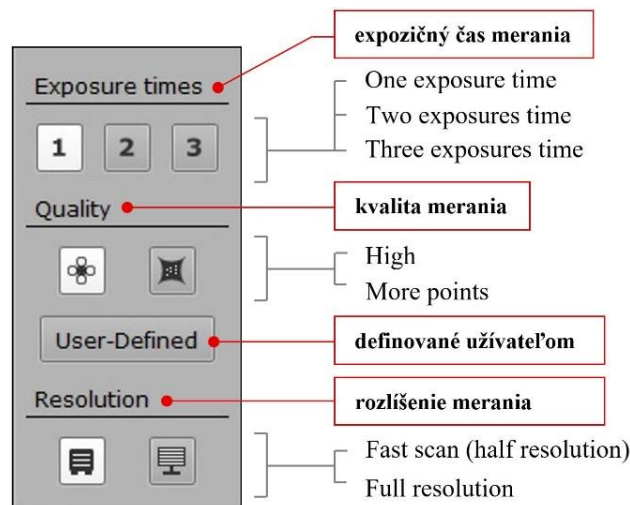 expozičný čas merania
Exposure times
One exposure time
Two exposures time
Three exposures time
1 2 3
Quality
kvalita merania
High
More points
User-Defined
definované užívateľom
Resolution
rozlíšenie merania
Fast scan (half resolution)
Full resolution